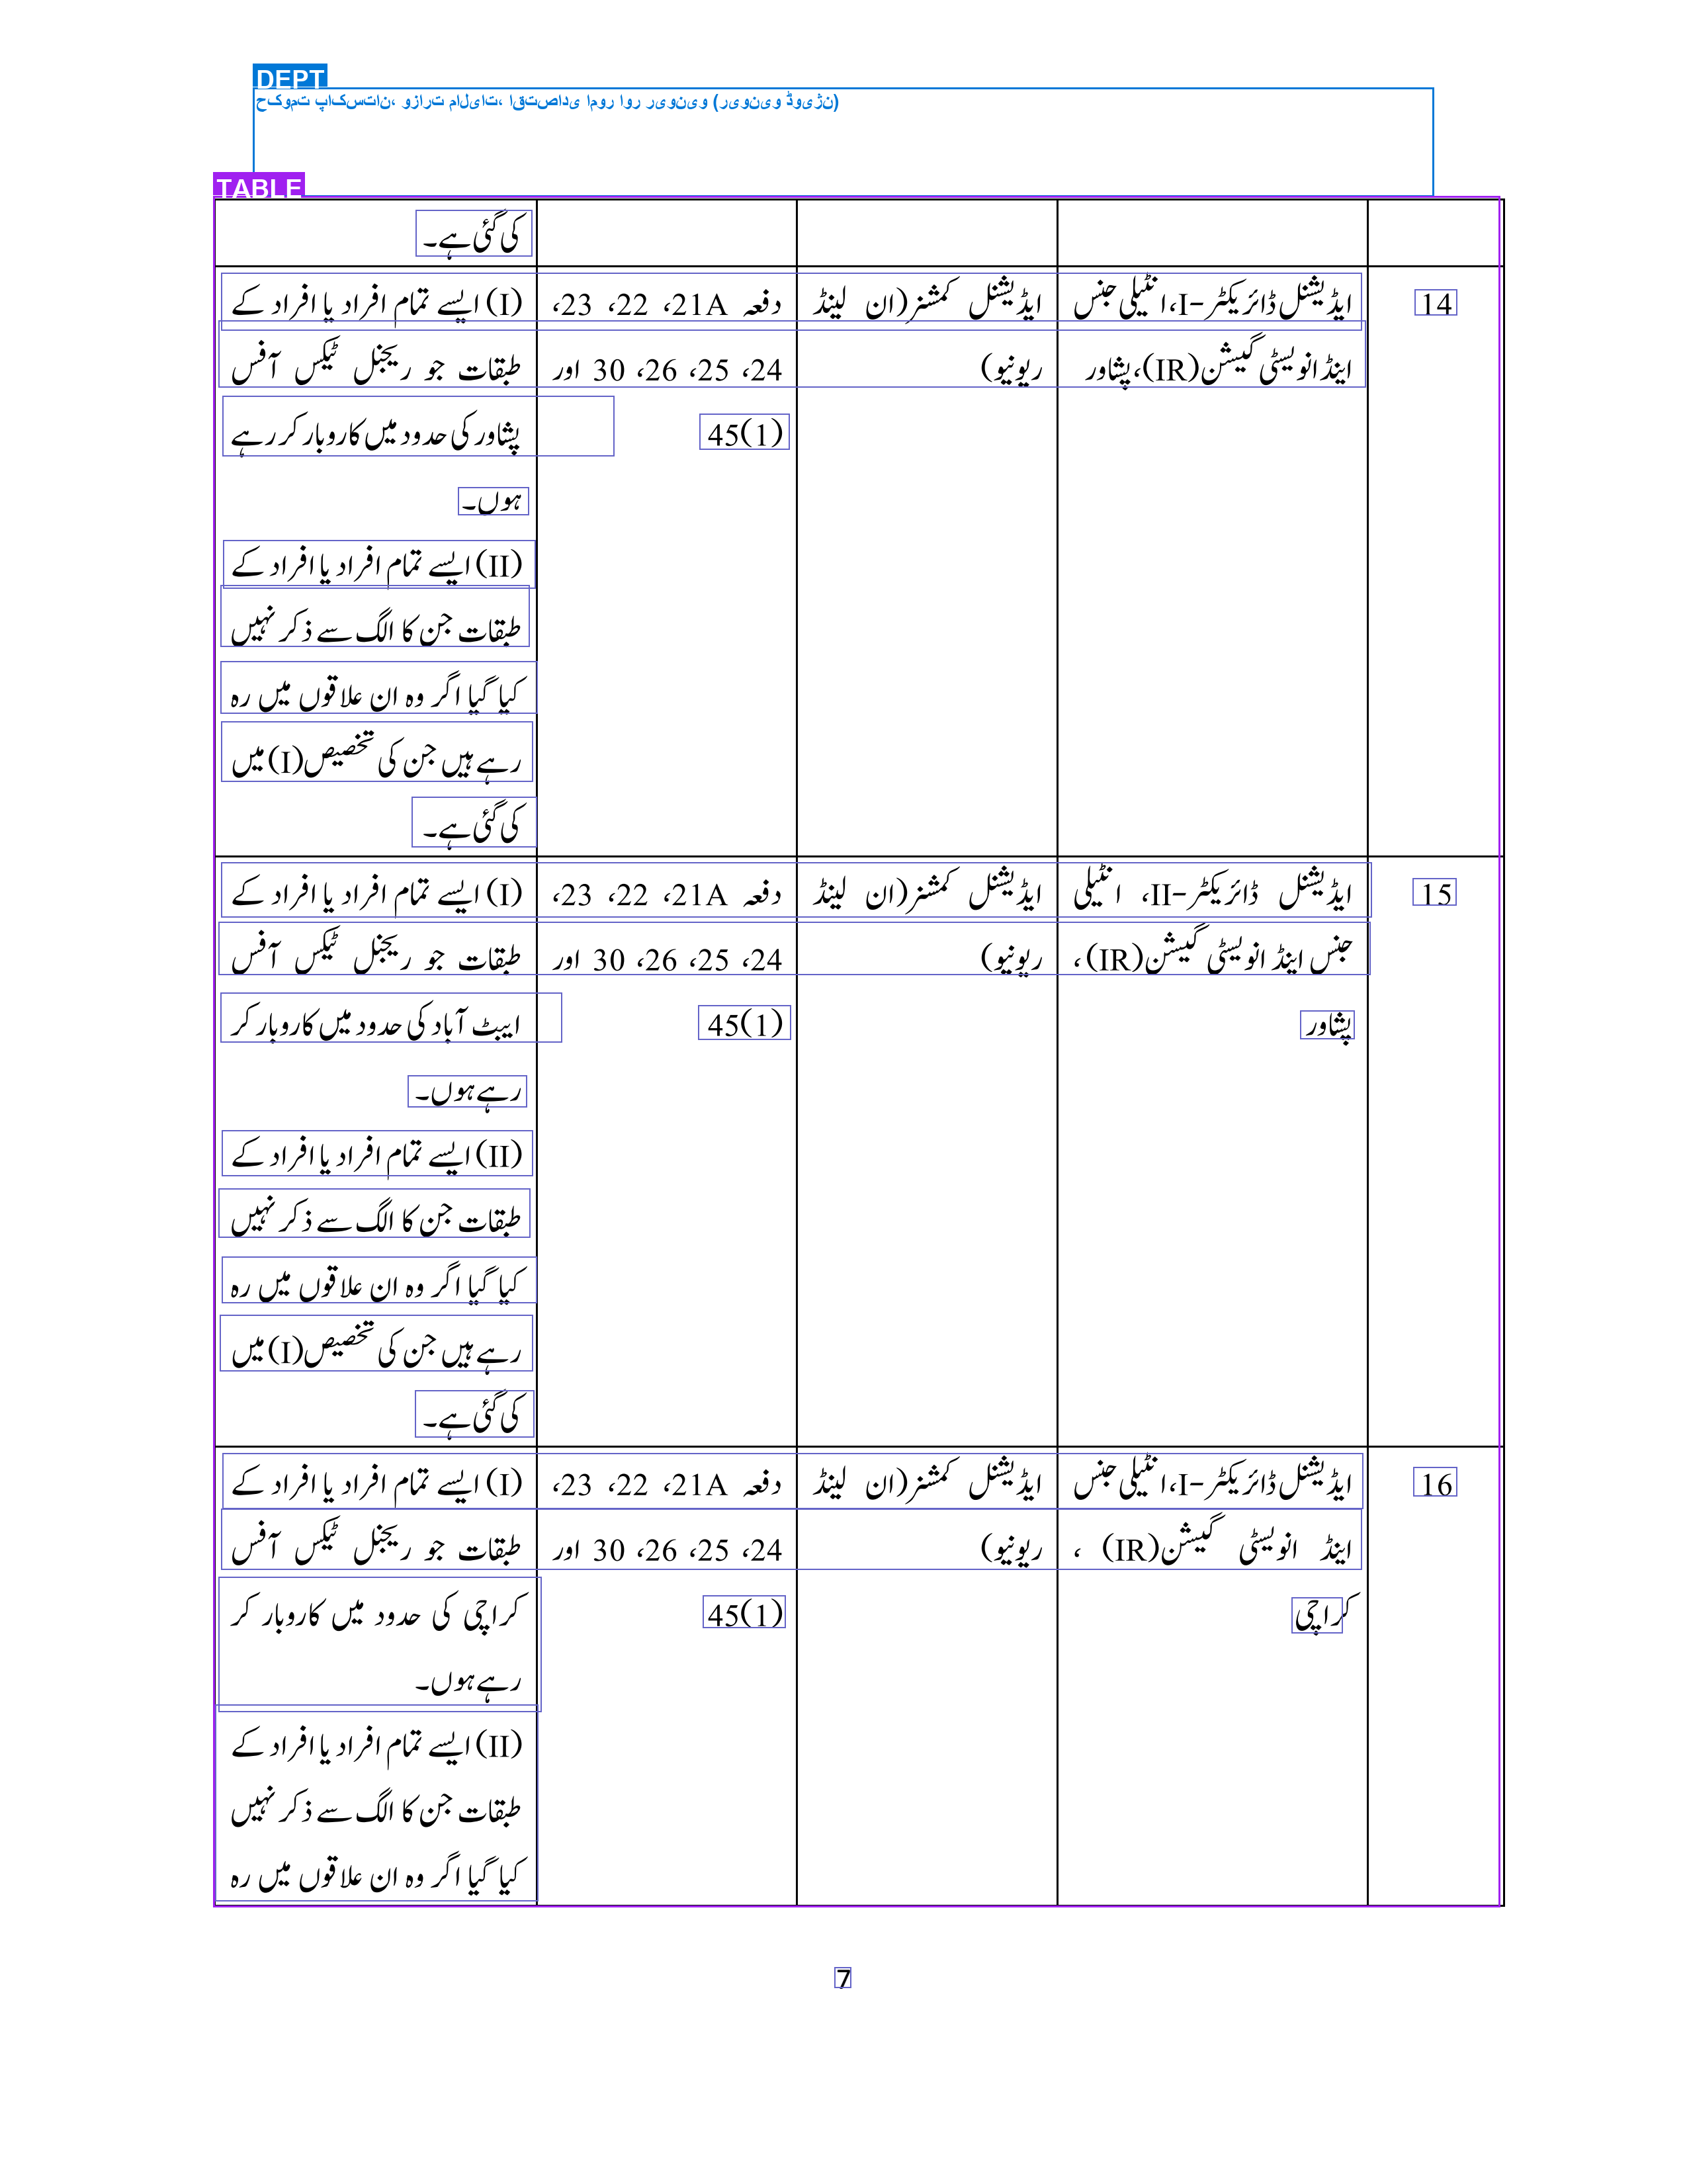 DEPT
حکومت پاکستان، وزارت مالیات، اقتصادی امور اور ریونیو (ریونیو ڈویژن)
TABLE
کی گئی ہے۔
14
ایڈیشنل ڈائریکٹر-I،انٹیلی جنس
اینڈ انویسٹی گیشن(IR)،پشاور
ایڈیشنل کمشنر(ان لینڈ
ریونیو)
دفعہ 21A، 22، 23،
24، 25، 26، 30 اور
45(1)
(I) ایسے تمام افراد یا افراد کے
طبقات جو ریجنل ٹیکس آفس
پشاور کی حدود میں کاروبار کر رہے
ہوں۔
(II) ایسے تمام افراد یا افراد کے
طبقات جن کا الگ سے ذکر نہیں
کیا گیا اگر وہ ان علاقوں میں رہ
رہے ہیں جن کی تخصیص(I) میں
کی گئی ہے۔
15
ایڈیشنل ڈائریکٹر-II، انٹیلی
جنس اینڈ انویسٹی گیشن(IR)،
پشاور
ایڈیشنل کمشنر(ان لینڈ
ریونیو)
دفعہ 21A، 22، 23،
24، 25، 26، 30 اور
45(1)
(I) ایسے تمام افراد یا افراد کے
طبقات جو ریجنل ٹیکس آفس
ایبٹ آباد کی حدود میں کاروبار کر
رہے ہوں۔
(II) ایسے تمام افراد یا افراد کے
طبقات جن کا الگ سے ذکر نہیں
کیا گیا اگر وہ ان علاقوں میں رہ
رہے ہیں جن کی تخصیص(I) میں
کی گئی ہے۔
16
ایڈیشنل ڈائریکٹر-I،انٹیلی جنس
اینڈ انویسٹی گیشن(IR) ،
کراچی
ایڈیشنل کمشنر(ان لینڈ
ریونیو)
دفعہ 21A، 22، 23،
24، 25، 26، 30 اور
45(1)
(I) ایسے تمام افراد یا افراد کے
طبقات جو ریجنل ٹیکس آفس
کراچی کی حدود میں کاروبار کر
رہے ہوں۔
(II) ایسے تمام افراد یا افراد کے
طبقات جن کا الگ سے ذکر نہیں
کیا گیا اگر وہ ان علاقوں میں رہ
7